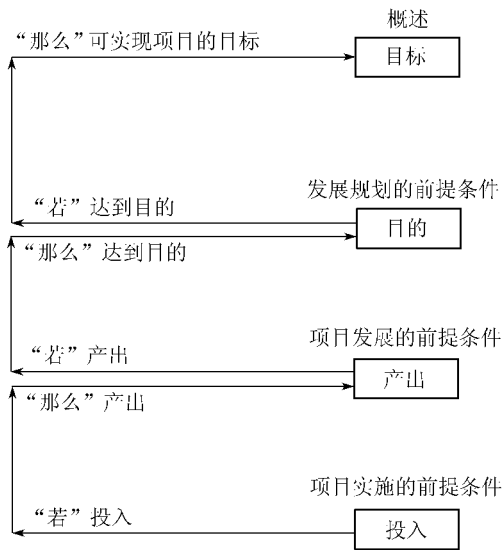 概述
“那么”可实现项目的目标
目标
发展规划的前提条件
“若”达到目的
目的
“那么”达到目的
项目发展的前提条件
“若”产出
产出
“那么”产出
项目实施的前提条件
“若”投入
投入